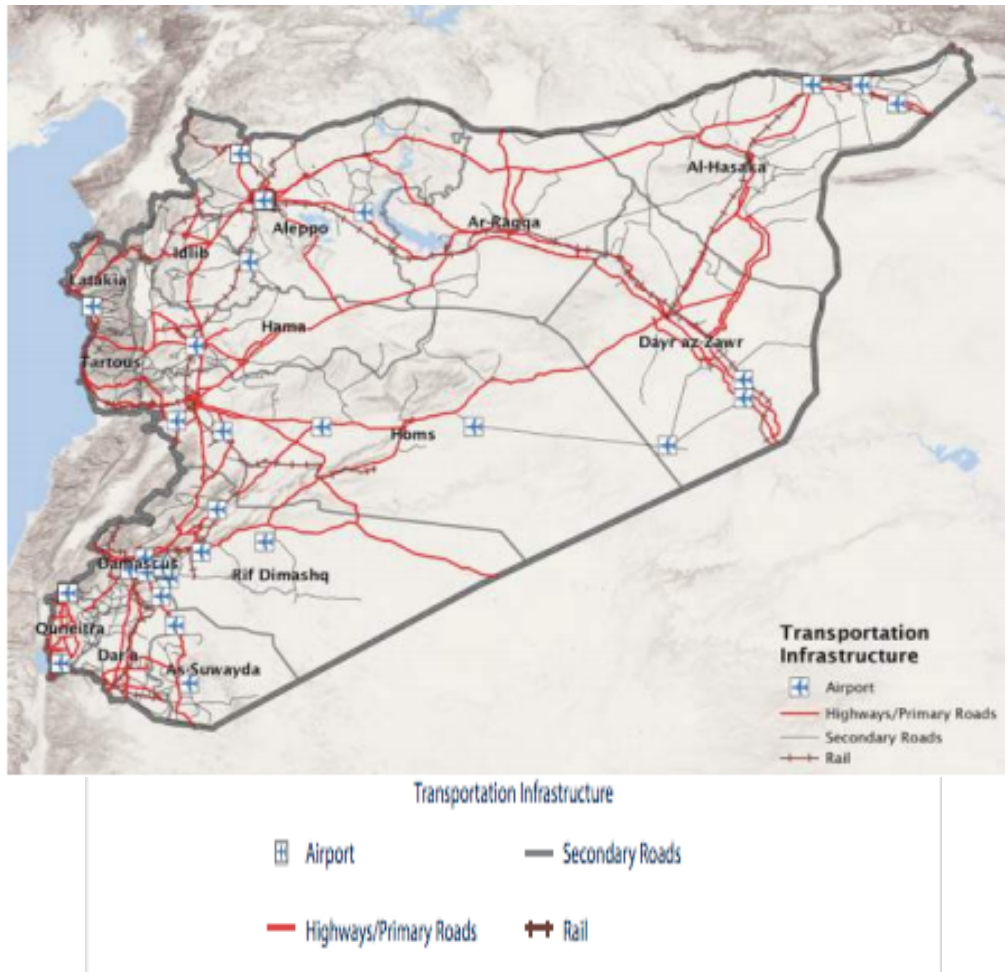 Al-Hasaka
Ar-Raqqa
Aleppo
Idlib
Latakia
Hama
Tartous
Dayr az-Zawr
Homs
Damascus
Rif Dimashq
Quneitra
Dar'a
As-Suwayda
Transportation
Infrastructure
Airport
Highways/Primary Roads
Secondary Roads
Rail
Transportation Infrastructure
Airport Secondary Roads
Highways/Primary Roads Rail